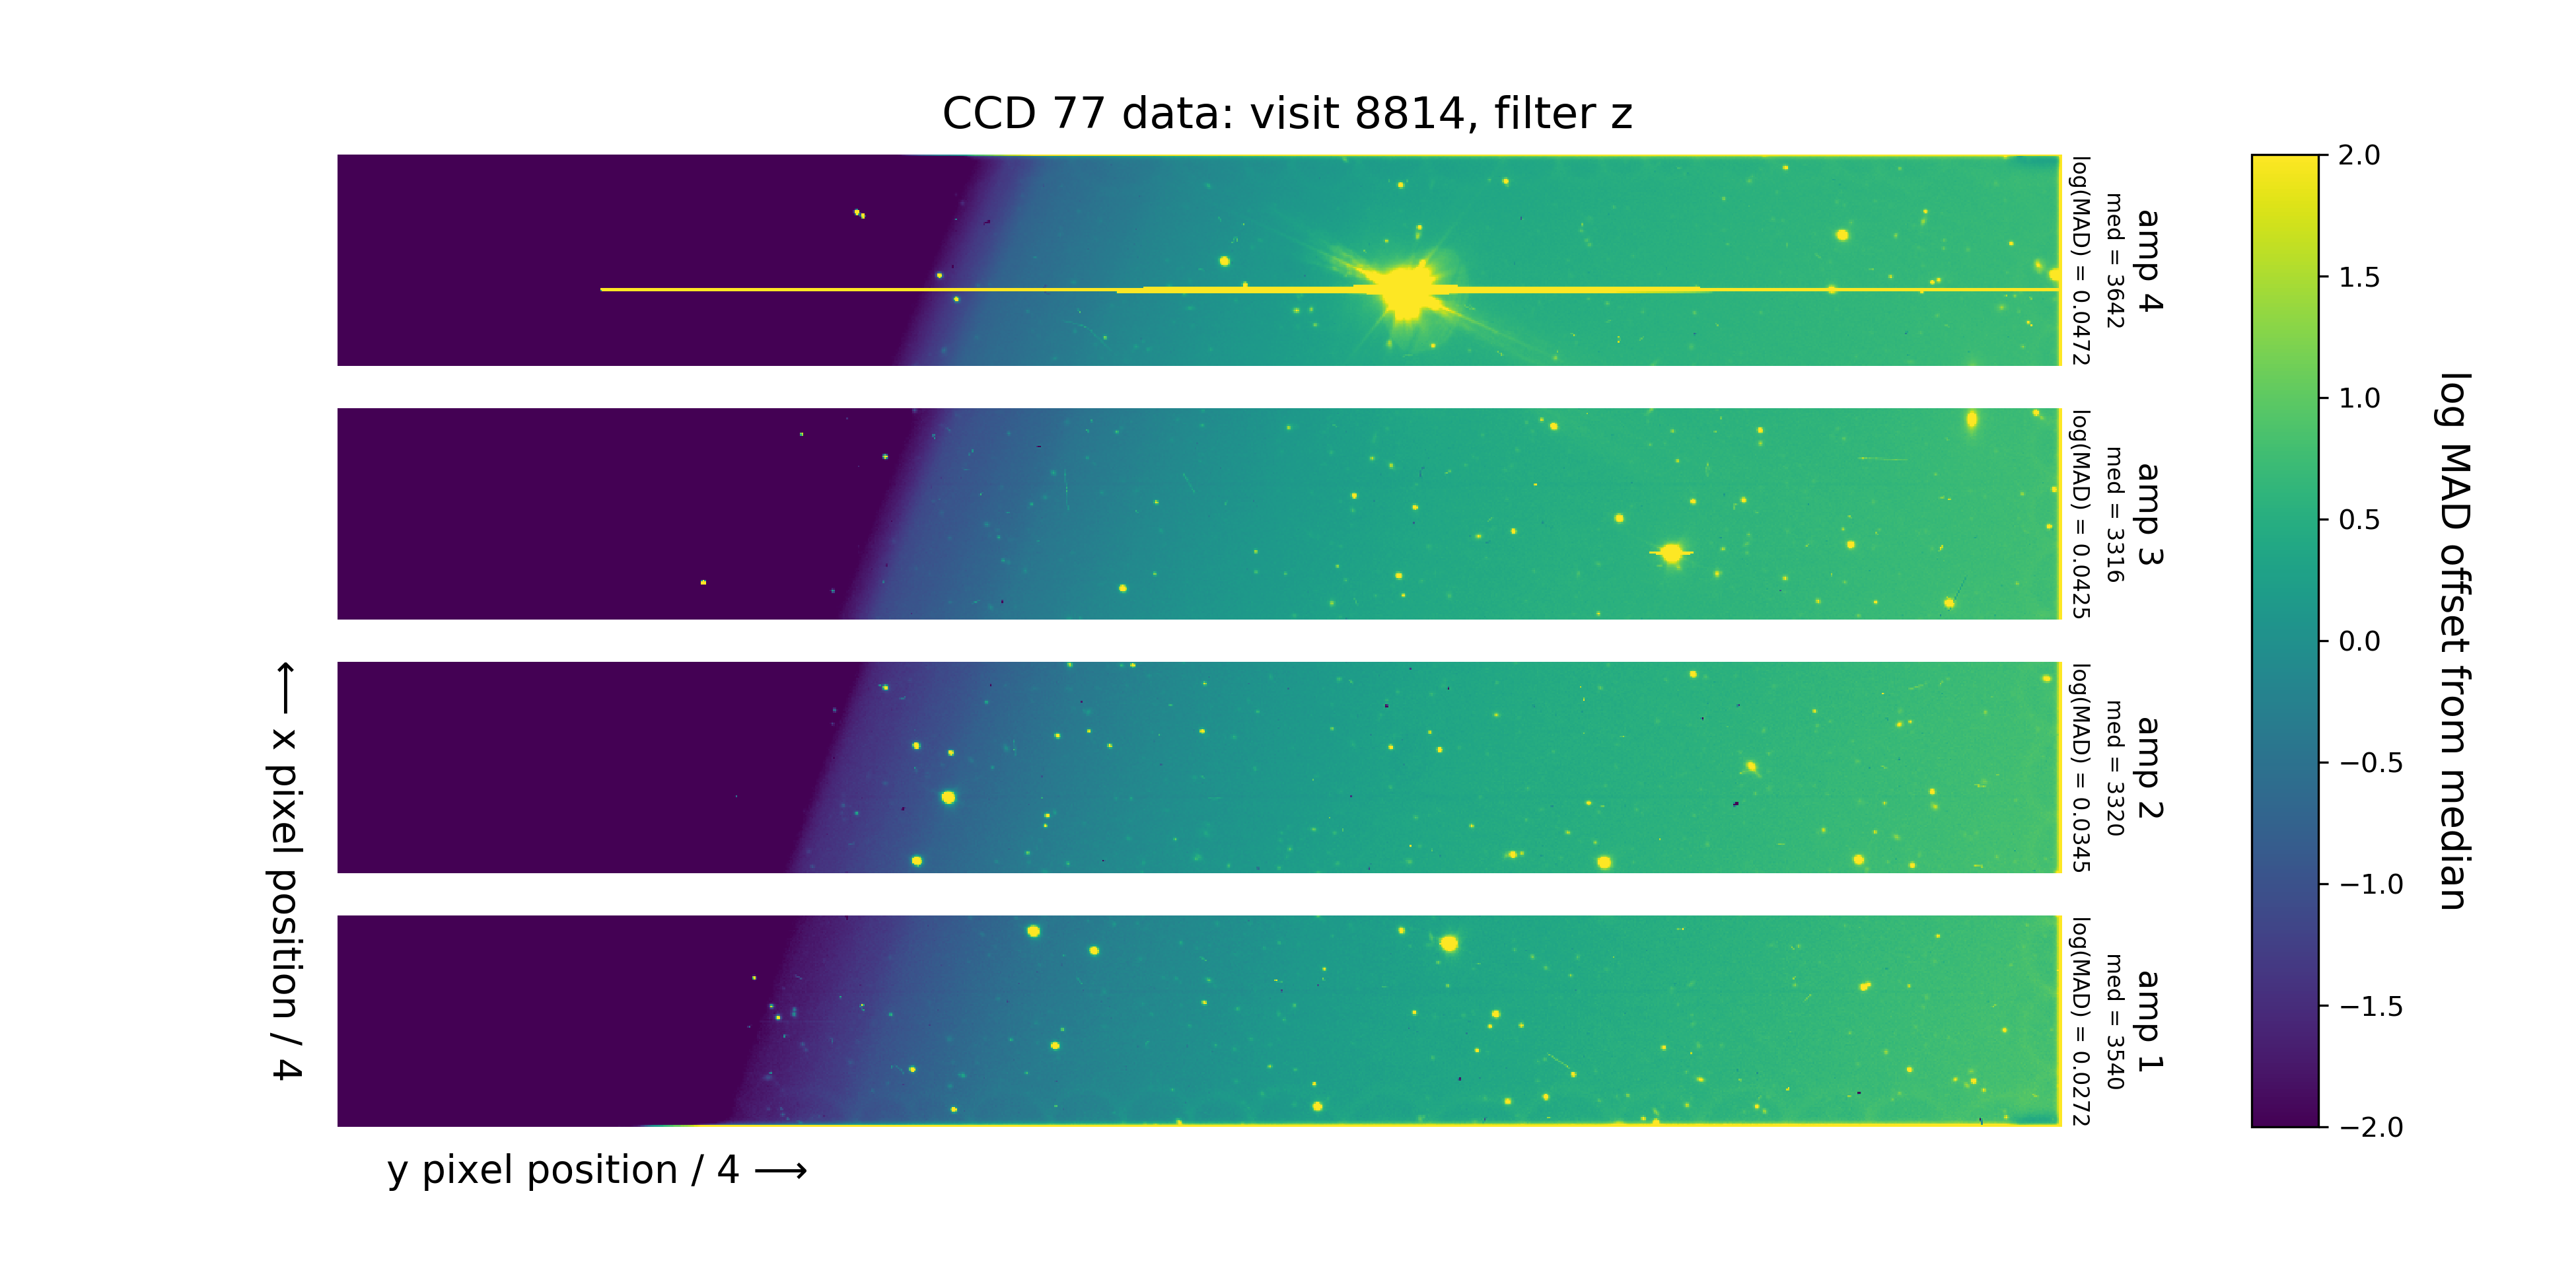 CCD 77 data: visit 8814, filter z
amp 4
med = 3642
log(MAD) = 0.0472
amp 3
med = 3316
log(MAD) = 0.0425
amp 2
med = 3320
log(MAD) = 0.0345
amp 1
med = 3540
log(MAD) = 0.0272
⟵ x pixel position / 4
y pixel position / 4 ⟶
2.0
1.5
1.0
0.5
0.0
−0.5
−1.0
−1.5
−2.0
log MAD offset from median